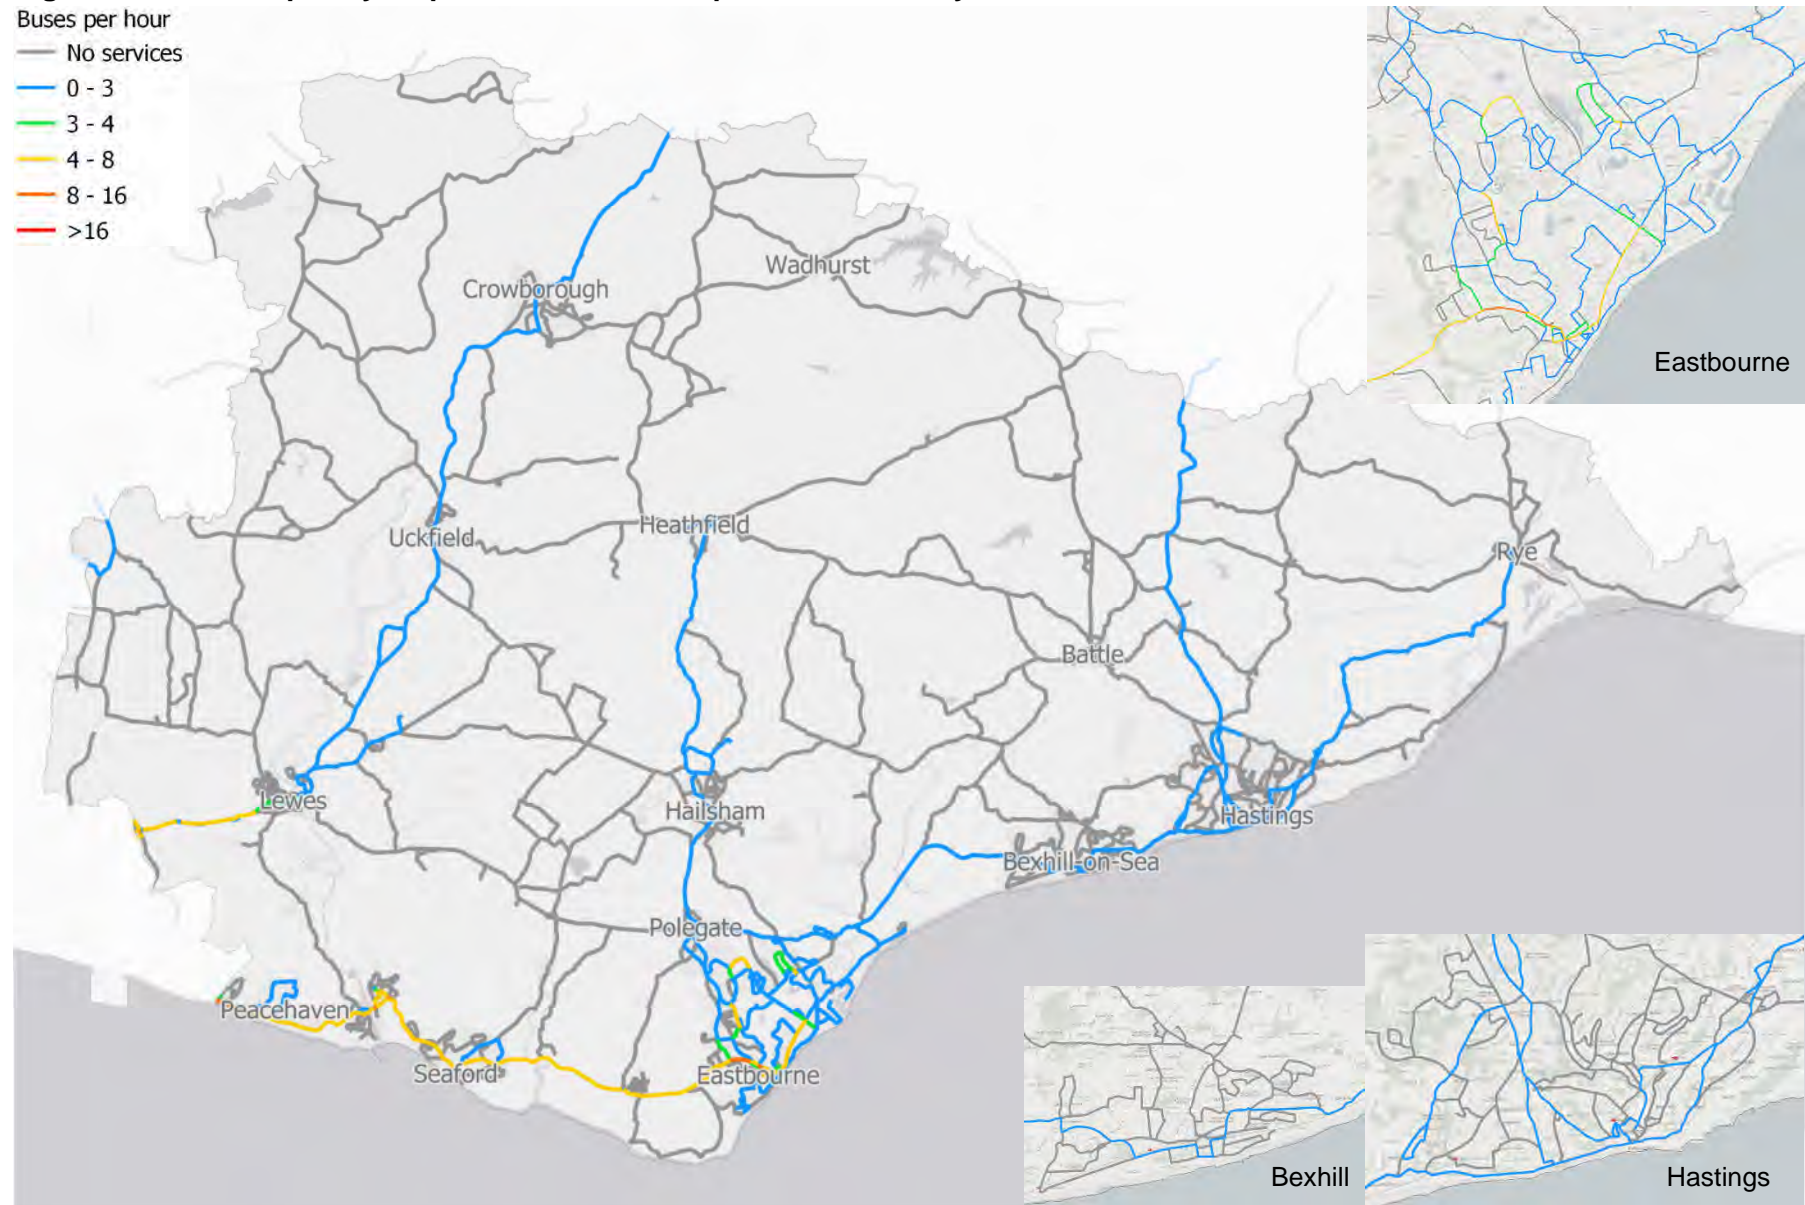 Buses per hour
No services
0 - 3
3 - 4
4 - 8
8 - 16
>16
Eastbourne
Wadhurst
Crowborough
Uckfield
Heathfield
Rye
Battle
Lewes
Hailsham
Hastings
Bexhill-on-Sea
Polegate
Peacehaven
Seaford
Eastbourne
Bexhill
Hastings